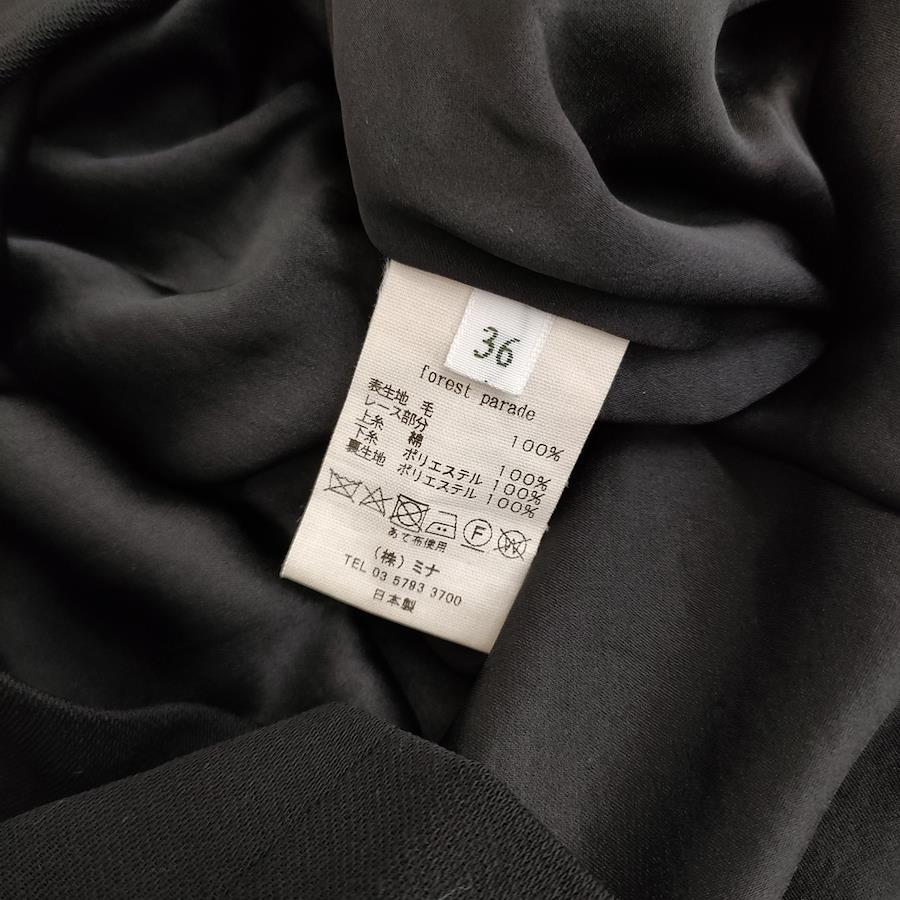 36
forest parade
表生地 毛 100%
レース部分
上糸 綿 100%
下糸 ポリエステル 100%
裏生地 ポリエステル 100%
F
W
あて布使用
(株)ミナ
TEL 03 5793 3700
日本製